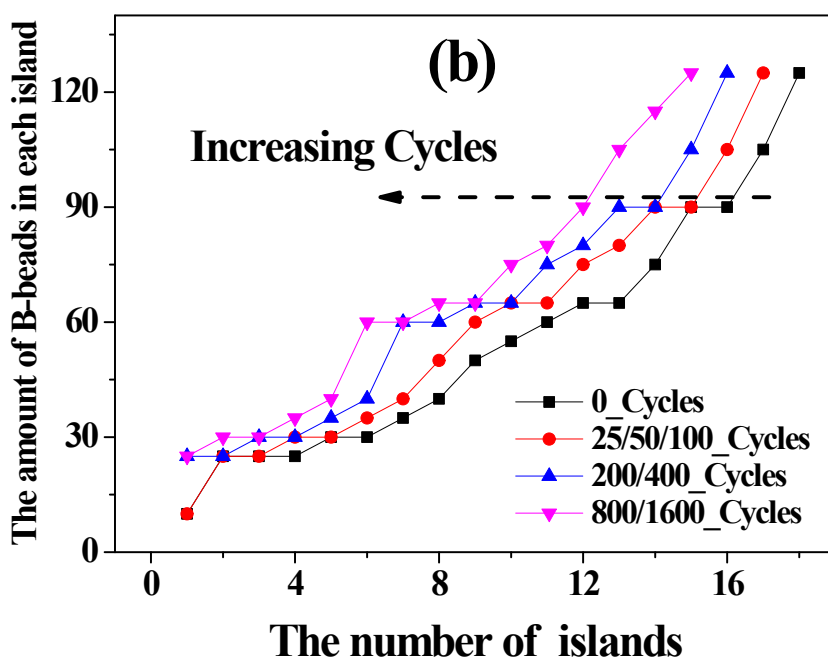 (b)
Increasing Cycles
The amount of B-beads in each island
120
90
60
30
0
0_Cycles
25/50/100_Cycles
200/400_Cycles
800/1600_Cycles
0 4 8 12 16
The number of islands